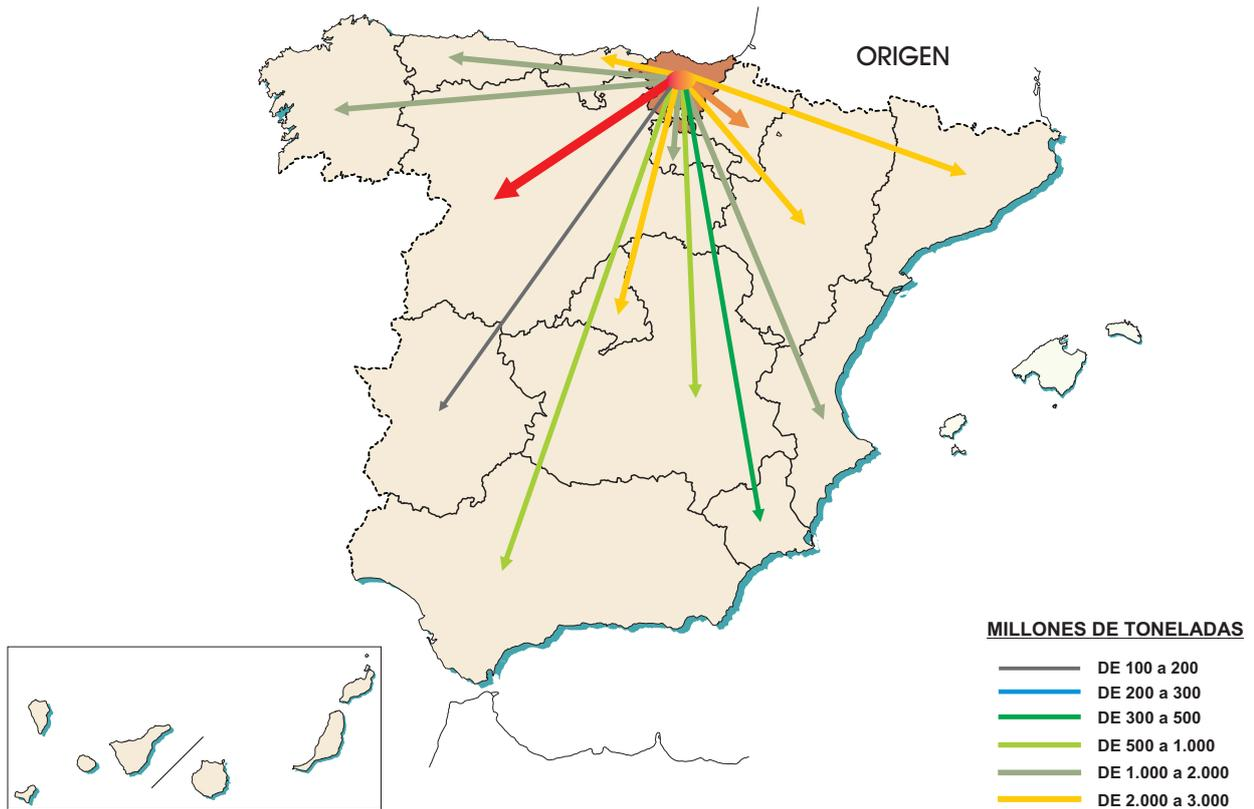 ORIGEN
MILLONES DE TONELADAS
DE 100 a 200
DE 200 a 300
DE 300 a 500
DE 500 a 1.000
DE 1.000 a 2.000
DE 2.000 a 3.000